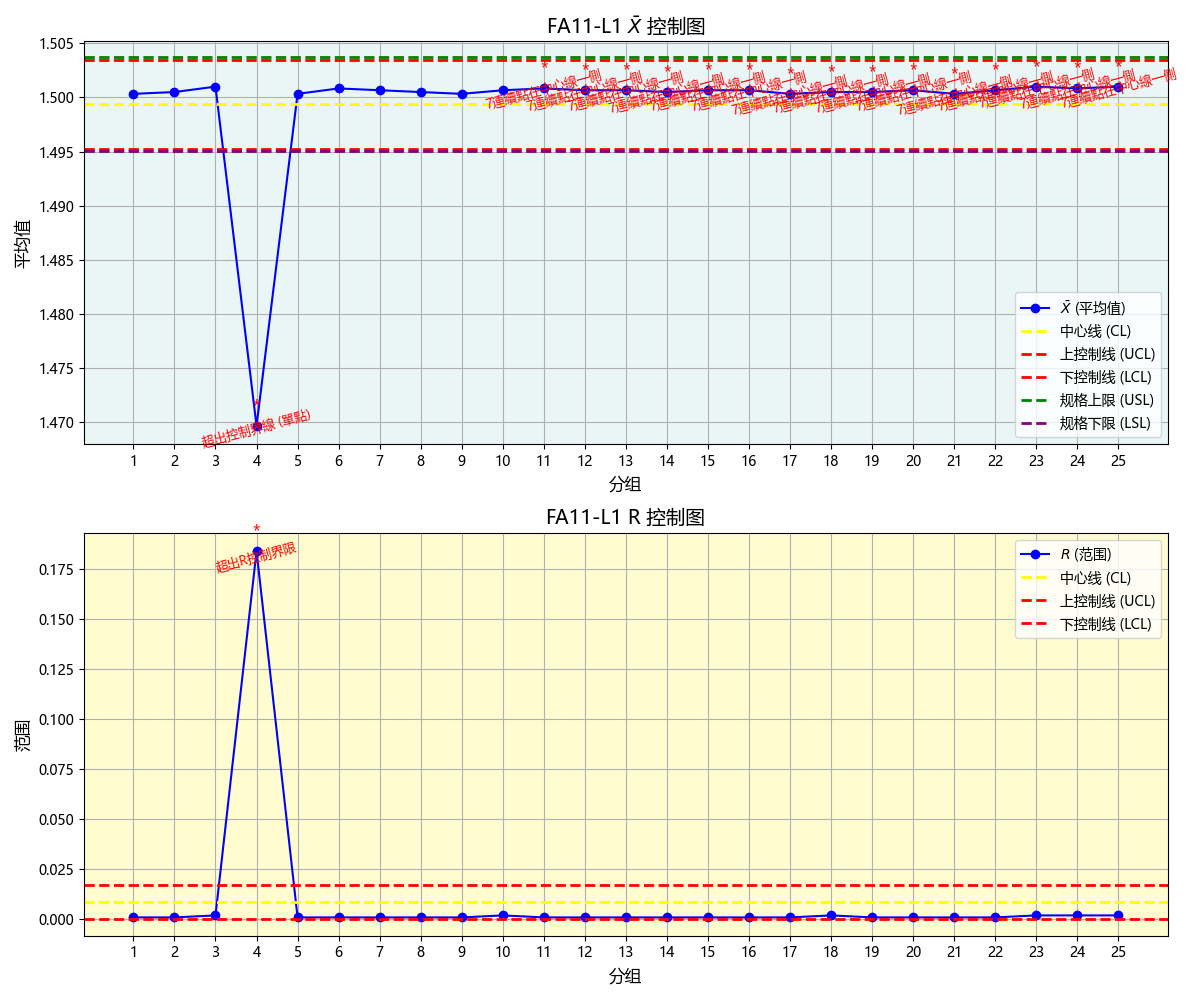 FA11-L1 X̄ 控制图
平均值
1.505
1.500
1.495
1.490
1.485
1.480
1.475
1.470
*
超出控制界線 (單點)
* * * * * * * * * * * * * * *
X̄ (平均值)
中心线 (CL)
上控制线 (UCL)
下控制线 (LCL)
规格上限 (USL)
规格下限 (LSL)
1 2 3 4 5 6 7 8 9 10 11 12 13 14 15 16 17 18 19 20 21 22 23 24 25
分组
FA11-L1 R 控制图
范围
0.175
0.150
0.125
0.100
0.075
0.050
0.025
0.000
*
超出R控制界限
R (范围)
中心线 (CL)
上控制线 (UCL)
下控制线 (LCL)
1 2 3 4 5 6 7 8 9 10 11 12 13 14 15 16 17 18 19 20 21 22 23 24 25
分组